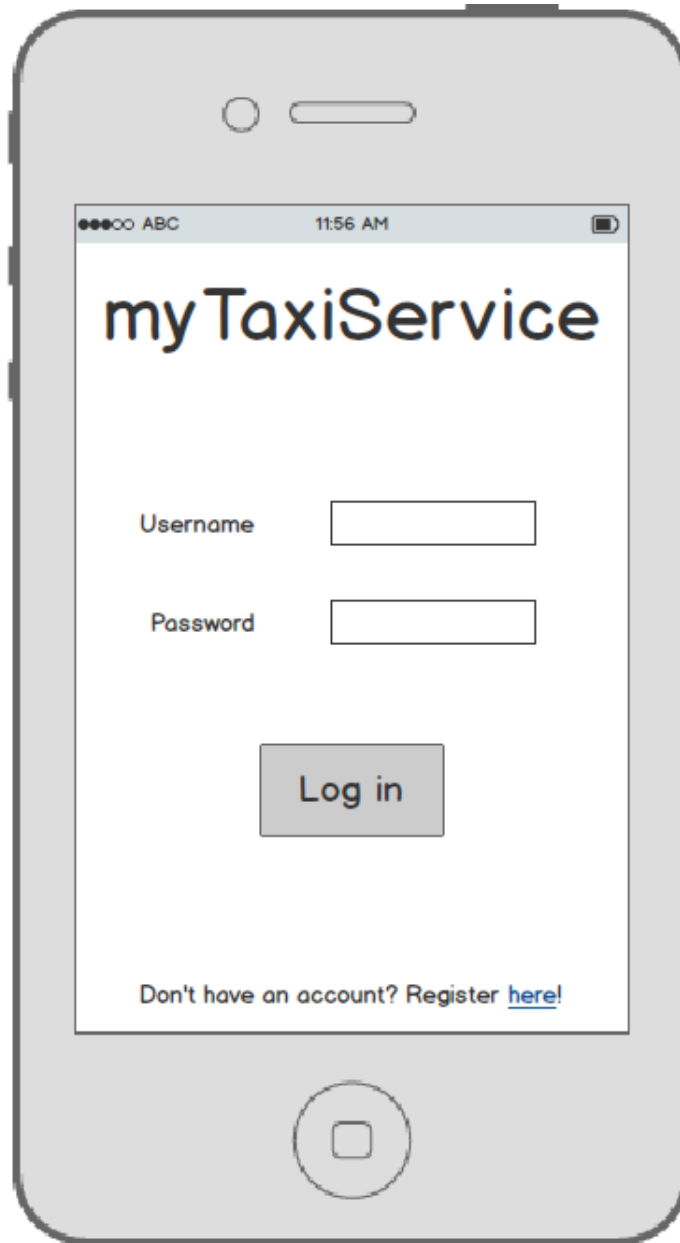 ABC 11:56 AM
myTaxiService
Username
Password
Log in
Don't have an account? Register here!